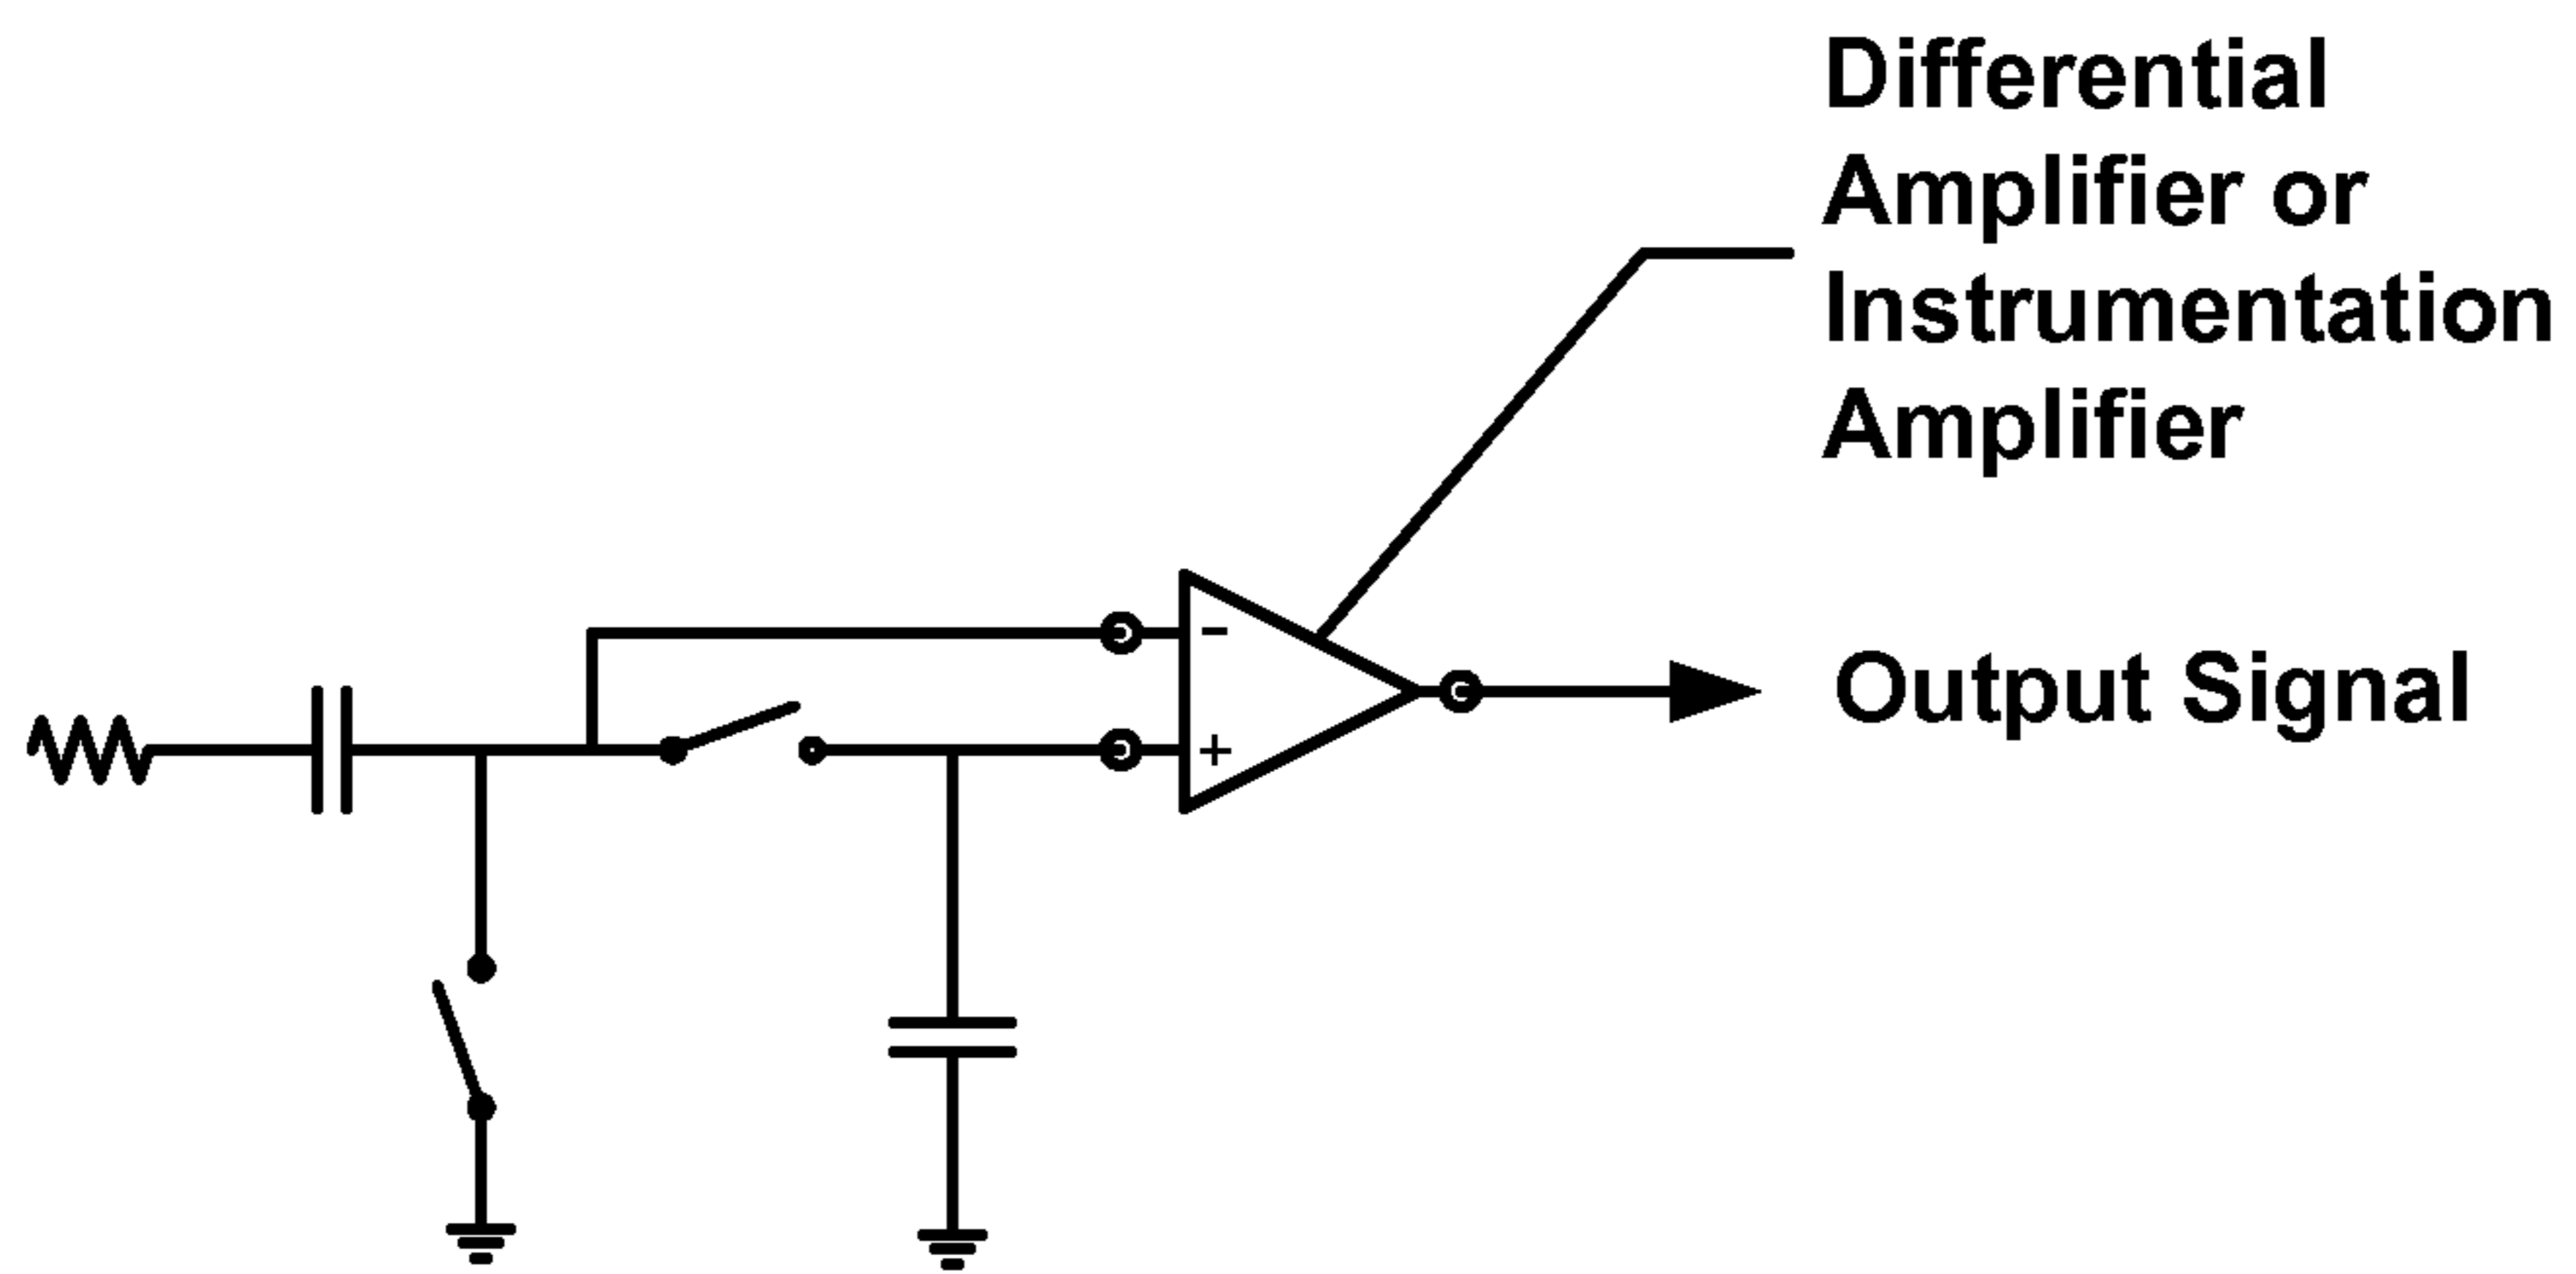 Differential
Amplifier or
Instrumentation
Amplifier
-
+
Output Signal